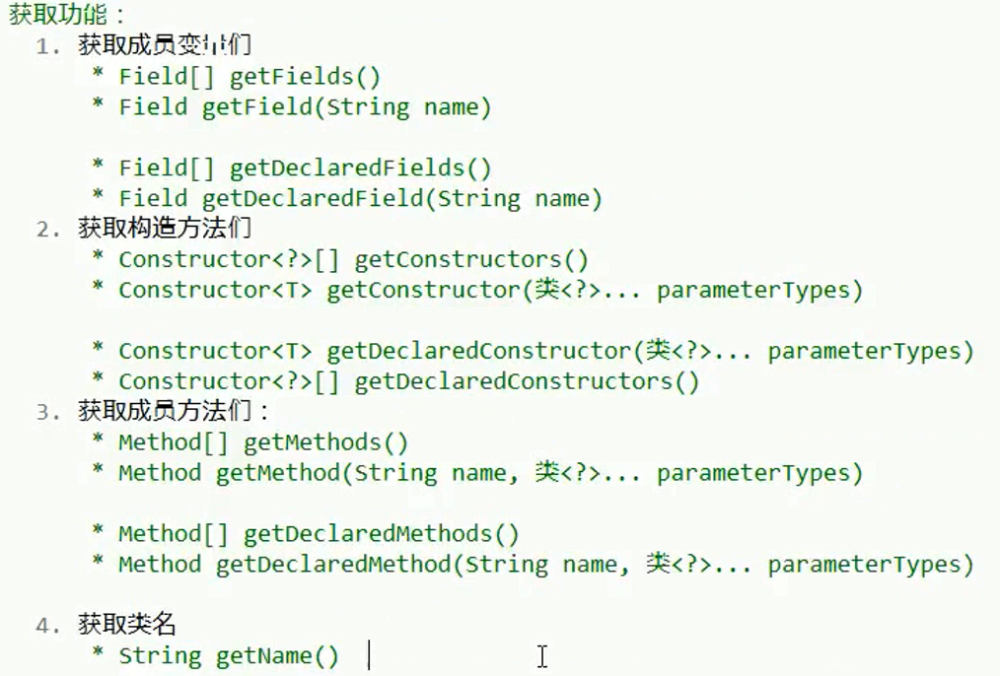 获取功能：
1. 获取成员变量们
* Field[] getFields()
* Field getField(String name)
* Field[] getDeclaredFields()
* Field getDeclaredField(String name)
2. 获取构造方法们
* Constructor<?>[] getConstructors()
* Constructor<T> getConstructor(类<?>... parameterTypes)
* Constructor<T> getDeclaredConstructor(类<?>... parameterTypes)
* Constructor<?>[] getDeclaredConstructors()
3. 获取成员方法们：
* Method[] getMethods()
* Method getMethod(String name, 类<?>... parameterTypes)
* Method[] getDeclaredMethods()
* Method getDeclaredMethod(String name, 类<?>... parameterTypes)
4. 获取类名
* String getName()